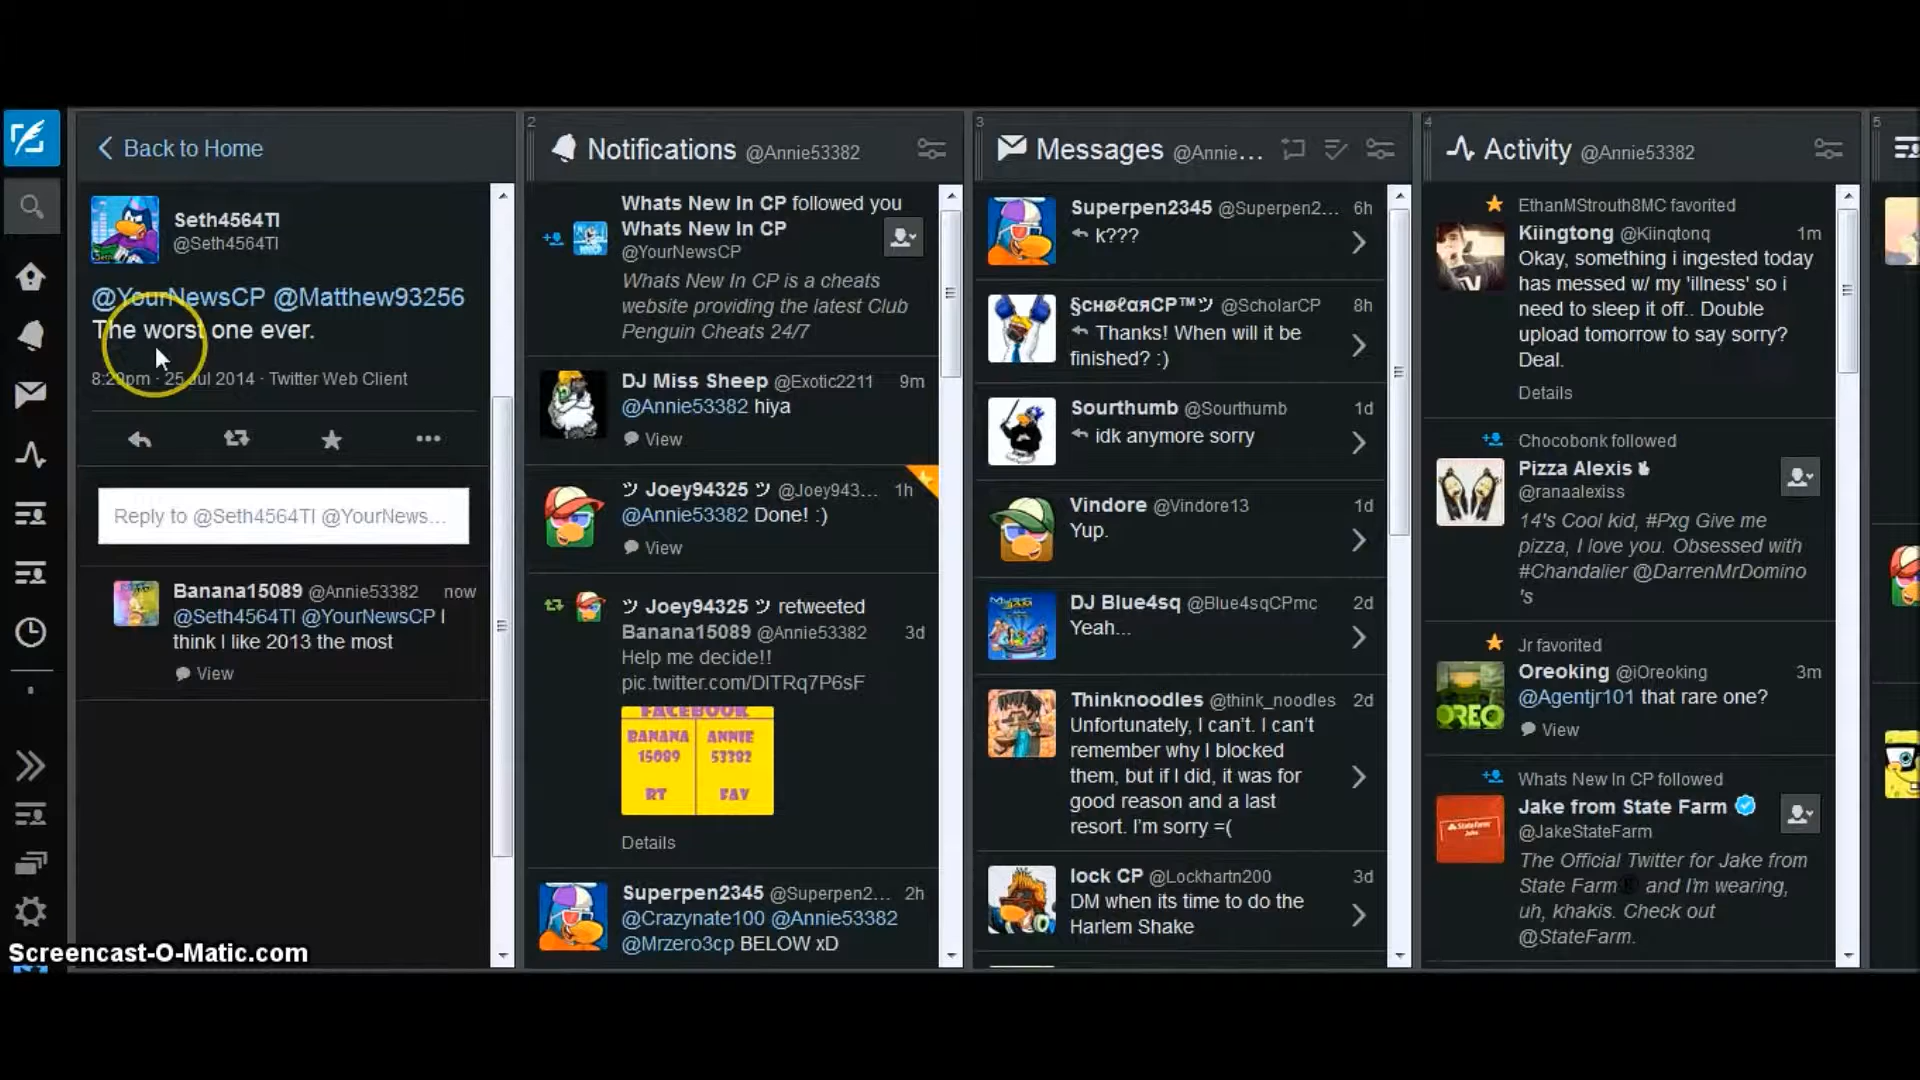 Back to Home
Seth4564TI
@Seth4564TI
@YourNewsCP @Matthew93256
The worst one ever.
8:29pm · 25 Jul 2014 · Twitter Web Client
Reply to @Seth4564TI @YourNews...
Banana15089 @Annie53382 now
@Seth4564TI @YourNewsCP I
think I like 2013 the most
View
Screencast-O-Matic.com
2
Notifications @Annie53382
Whats New In CP followed you
Whats New In CP
@YourNewsCP
Whats New In CP is a cheats
website providing the latest Club
Penguin Cheats 24/7
DJ Miss Sheep @Exotic2211 9m
@Annie53382 hiya
View
ツ Joey94325 ツ @Joey943... 1h
@Annie53382 Done! :)
View
ツ Joey94325 ツ retweeted
Banana15089 @Annie53382 3d
Help me decide!!
pic.twitter.com/DITRq7P6sF
FACEBOOK
BANANA ANNIE
15089 53382
RT FAV
Details
Superpen2345 @Superpen2... 2h
@Crazynate100 @Annie53382
@Mrzero3cp BELOW xD
3
Messages @Annie...
Superpen2345 @Superpen2... 6h
k???
§cнøℓαяCP™ツ @ScholarCP 8h
Thanks! When will it be
finished? :)
Sourthumb @Sourthumb 1d
idk anymore sorry
Vindore @Vindore13 1d
Yup.
DJ Blue4sq @Blue4sqCPmc 2d
Yeah...
Thinknoodles @think_noodles 2d
Unfortunately, I can't. I can't
remember why I blocked
them, but if I did, it was for
good reason and a last
resort. I'm sorry =(
lock CP @Lockhartn200 3d
DM when its time to do the
Harlem Shake
4
Activity @Annie53382
EthanMStrouth8MC favorited
Kiingtong @Kiinqtonq 1m
Okay, something i ingested today
has messed w/ my 'illness' so i
need to sleep it off.. Double
upload tomorrow to say sorry?
Deal.
Details
Chocobonk followed
Pizza Alexis
@ranaalexiss
14's Cool kid, #Pxg Give me
pizza, I love you. Obsessed with
#Chandalier @DarrenMrDomino
's
Jr favorited
Oreoking @iOreoking 3m
@Agentjr101 that rare one?
View
OREO
Whats New In CP followed
Jake from State Farm
@JakeStateFarm
The Official Twitter for Jake from
State Farm® and I'm wearing,
uh, khakis. Check out
@StateFarm.
5